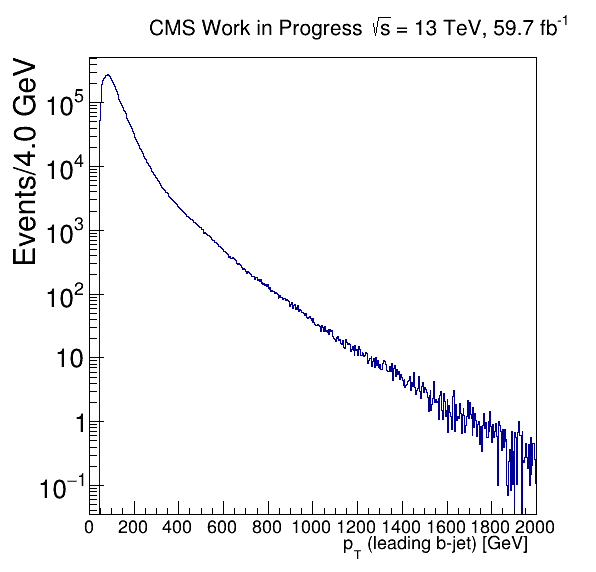 CMS Work in Progress √s = 13 TeV, 59.7 fb⁻¹
Events/4.0 GeV
10⁵
10⁴
10³
10²
10
1
10⁻¹
0 200 400 600 800 1000 1200 1400 1600 1800 2000
p_T (leading b-jet) [GeV]